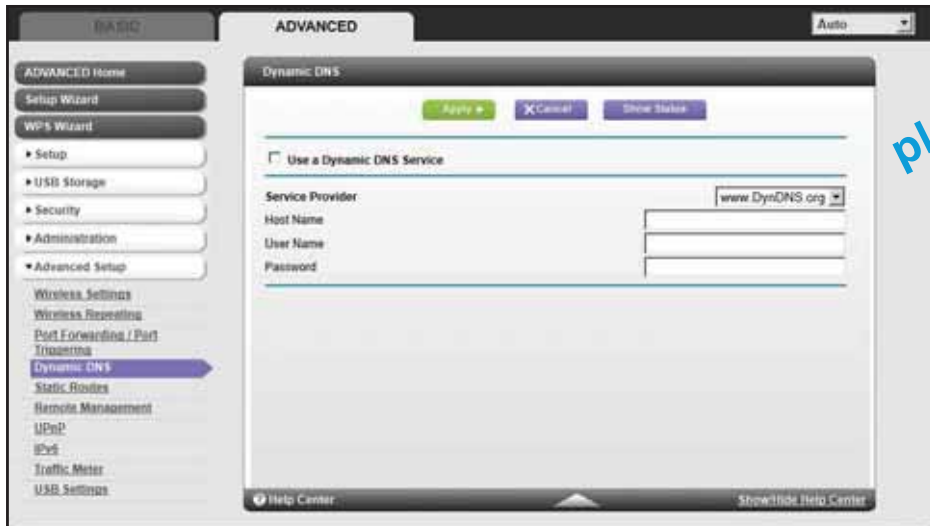 BASIC
ADVANCED
Auto
ADVANCED Home
Setup Wizard
WPS Wizard
Setup
USB Storage
Security
Administration
Advanced Setup
Wireless Settings
Wireless Repeating
Port Forwarding / Port
Triggering
Dynamic DNS
Static Routes
Remote Management
UPnP
IPv6
Traffic Meter
USB Settings
Dynamic DNS
Apply
X Cancel
Show Status
Use a Dynamic DNS Service
Service Provider
www.DynDNS.org
Host Name
User Name
Password
Help Center
Show/Hide Help Center